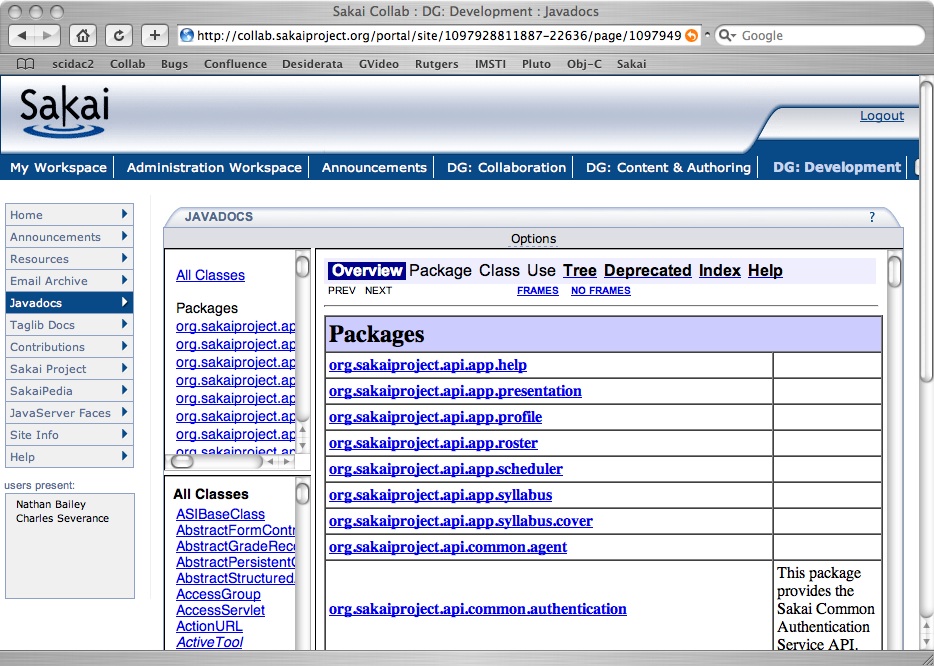 Sakai Collab : DG: Development : Javadocs
http://collab.sakaiproject.org/portal/site/1097928811887-22636/page/1097949
Google
scidac2 Collab Bugs Confluence Desiderata GVideo Rutgers IMSTI Pluto Obj-C Sakai
Sakai
Logout
My Workspace Administration Workspace Announcements DG: Collaboration DG: Content & Authoring DG: Development
Home
Announcements
Resources
Email Archive
Javadocs
Taglib Docs
Contributions
Sakai Project
SakaiPedia
JavaServer Faces
Site Info
Help
users present:
Nathan Bailey
Charles Severance
JAVADOCS ?
Options
All Classes
Packages
org.sakaiproject.ap
org.sakaiproject.ap
org.sakaiproject.ap
org.sakaiproject.ap
org.sakaiproject.ap
org.sakaiproject.ap
org.sakaiproject.ap
org.sakaiproject.ap
All Classes
ASIBaseClass
AbstractFormContr
AbstractGradeReco
AbstractPersistentO
AbstractStructured
AccessGroup
AccessServlet
ActionURL
ActiveTool
Overview Package Class Use Tree Deprecated Index Help
PREV NEXT FRAMES NO FRAMES
Packages
org.sakaiproject.api.app.help
org.sakaiproject.api.app.presentation
org.sakaiproject.api.app.profile
org.sakaiproject.api.app.roster
org.sakaiproject.api.app.scheduler
org.sakaiproject.api.app.syllabus
org.sakaiproject.api.app.syllabus.cover
org.sakaiproject.api.common.agent
org.sakaiproject.api.common.authentication
This package
provides the
Sakai Common
Authentication
Service API.